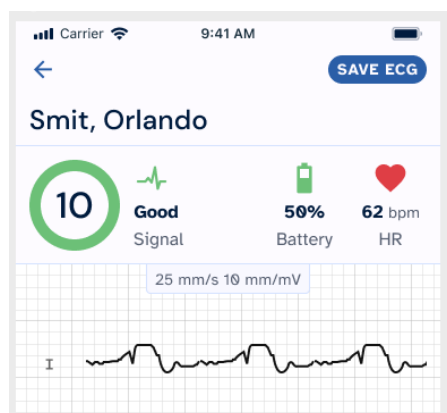 Carrier 9:41 AM
SAVE ECG
Smit, Orlando
10
Good 50% 62 bpm
Signal Battery HR
25 mm/s 10 mm/mV
I